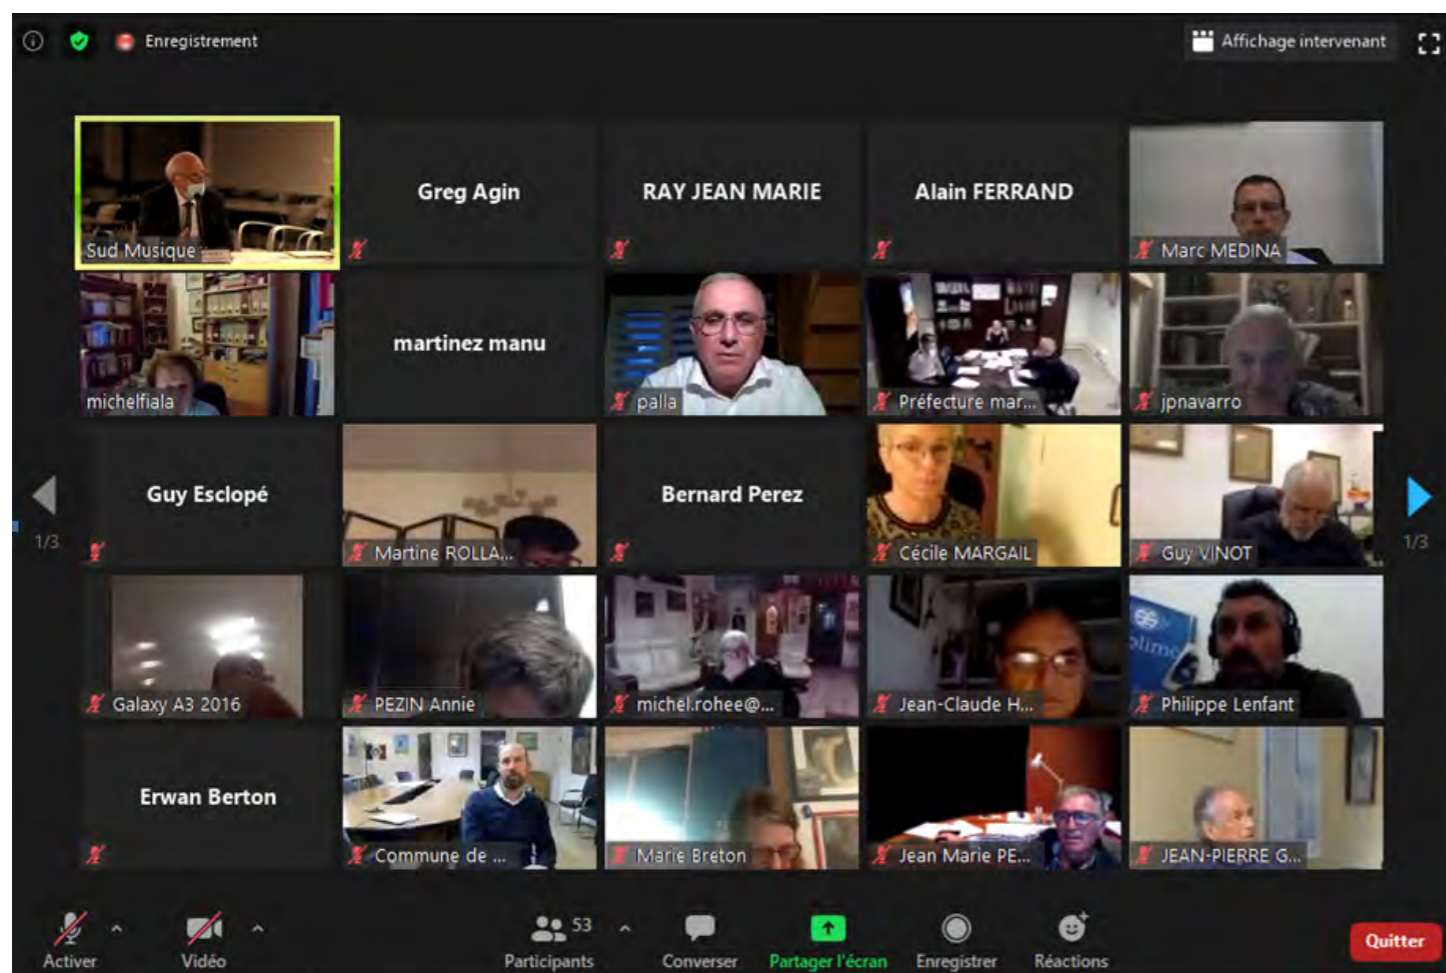 Enregistrement
Affichage intervenant
Sud Musique
Greg Agin
RAY JEAN MARIE
Alain FERRAND
Marc MEDINA
michelfiala
martinez manu
palla
Préfecture mar...
jpnavarro
Guy Esclopé
Martine ROLLA...
Bernard Perez
Cécile MARGAIL
Guy VINOT
1/3
1/3
Galaxy A3 2016
PEZIN Annie
michel.rohee@...
Jean-Claude H...
Philippe Lenfant
Erwan Berton
Commune de ...
Marie Breton
Jean Marie PE...
JEAN-PIERRE G...
Activer
Vidéo
53
Participants
Converser
Partager l'écran
Enregistrer
Réactions
Quitter